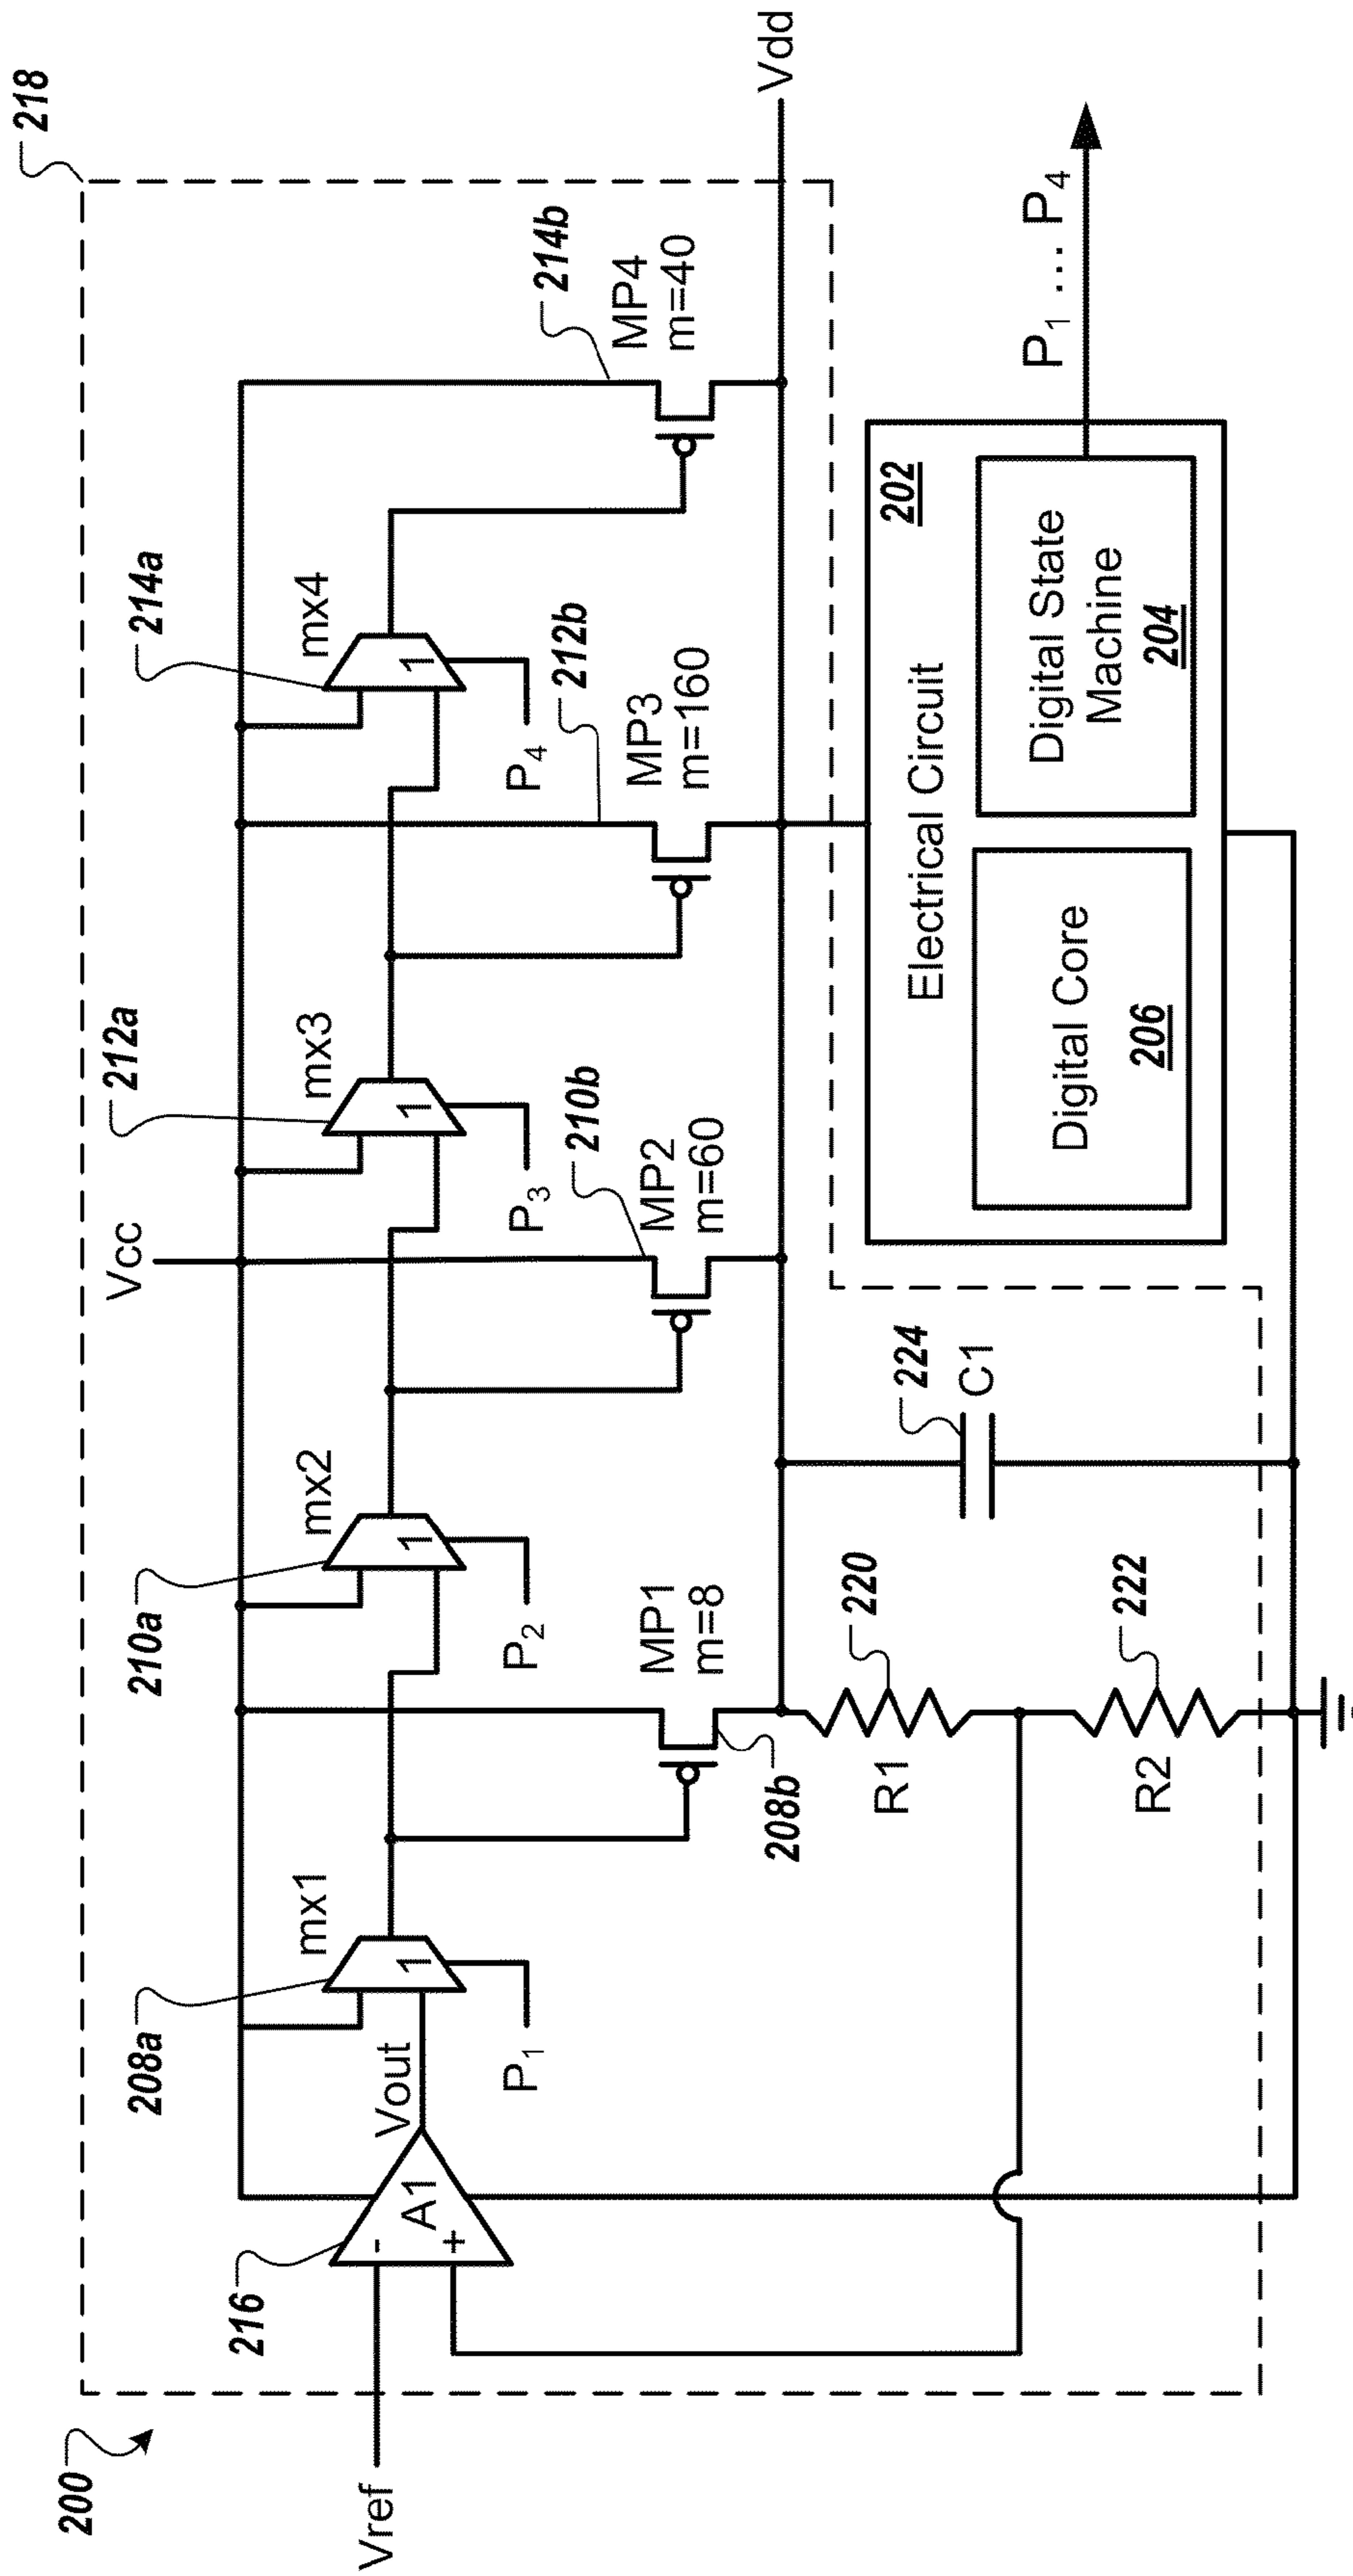 200
218
Vcc
208a
mx1
210a
mx2
212a
mx3
214a
mx4
216
Vref
-
+
A1
Vout
1
1
1
1
P1
P2
P3
P4
MP1
m=8
208b
MP2
m=60
210b
MP3
m=160
212b
MP4
m=40
214b
Vdd
R1
220
R2
222
224
C1
Electrical Circuit
202
Digital Core
206
Digital State
Machine
204
P1 ... P4